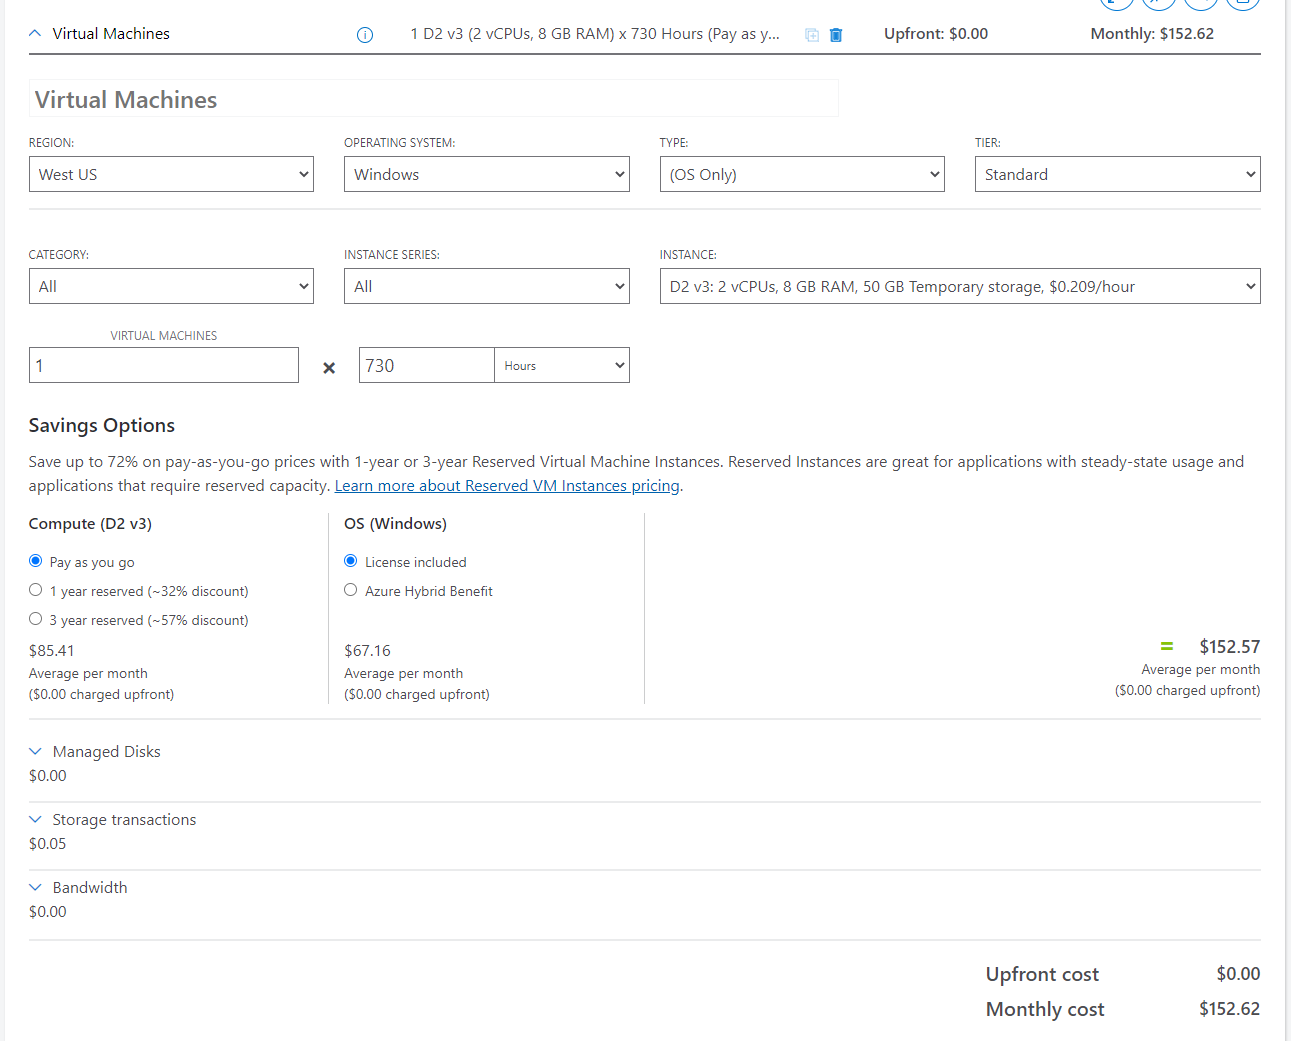 Virtual Machines
1 D2 v3 (2 vCPUs, 8 GB RAM) x 730 Hours (Pay as y...
Upfront: $0.00
Monthly: $152.62
Virtual Machines
REGION:
OPERATING SYSTEM:
TYPE:
TIER:
West US
Windows
(OS Only)
Standard
CATEGORY:
INSTANCE SERIES:
INSTANCE:
All
All
D2 v3: 2 vCPUs, 8 GB RAM, 50 GB Temporary storage, $0.209/hour
VIRTUAL MACHINES
1
730
Hours
Savings Options
Save up to 72% on pay-as-you-go prices with 1-year or 3-year Reserved Virtual Machine Instances. Reserved Instances are great for applications with steady-state usage and
applications that require reserved capacity. Learn more about Reserved VM Instances pricing.
Compute (D2 v3)
Pay as you go
1 year reserved (~32% discount)
3 year reserved (~57% discount)
$85.41
Average per month
($0.00 charged upfront)
OS (Windows)
License included
Azure Hybrid Benefit
$67.16
Average per month
($0.00 charged upfront)
= $152.57
Average per month
($0.00 charged upfront)
Managed Disks
$0.00
Storage transactions
$0.05
Bandwidth
$0.00
Upfront cost $0.00
Monthly cost $152.62